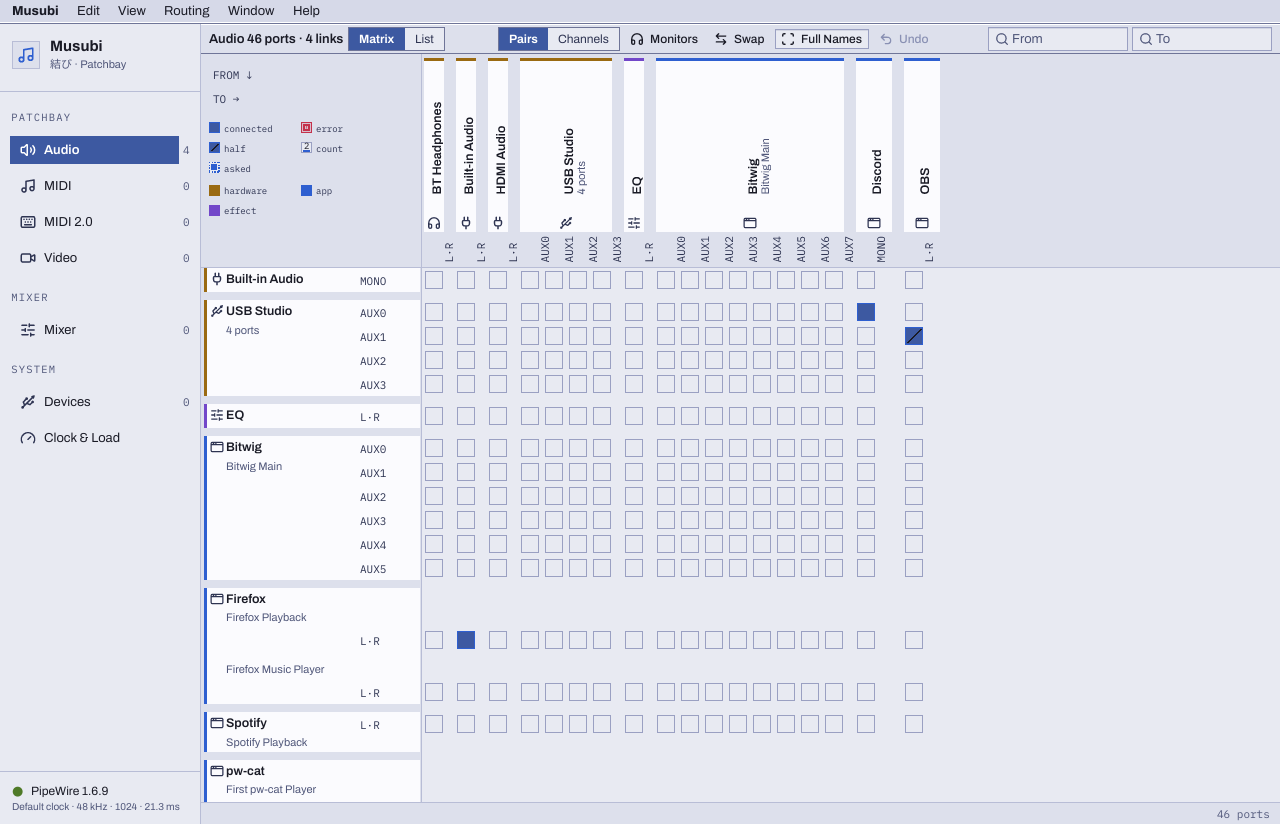 Musubi Edit View Routing Window Help
Musubi
結び · Patchbay
PATCHBAY
Audio 4
MIDI 0
MIDI 2.0 0
Video 0
MIXER
Mixer 0
SYSTEM
Devices 0
Clock & Load
PipeWire 1.6.9
Default clock · 48 kHz · 1024 · 21.3 ms
Audio 46 ports · 4 links Matrix List Pairs Channels Monitors Swap Full Names Undo From To
FROM ↓
TO →
connected error
half 2 count
asked
hardware app
effect
BT Headphones
Built-in Audio
HDMI Audio
USB Studio
4 ports
EQ
Bitwig
Bitwig Main
Discord
OBS
L·R L·R L·R AUX0 AUX1 AUX2 AUX3 L·R AUX0 AUX1 AUX2 AUX3 AUX4 AUX5 AUX6 AUX7 MONO L·R
Built-in Audio MONO
USB Studio AUX0
4 ports
AUX1
AUX2
AUX3
EQ L·R
Bitwig AUX0
Bitwig Main
AUX1
AUX2
AUX3
AUX4
AUX5
Firefox
Firefox Playback
L·R
Firefox Music Player
L·R
Spotify L·R
Spotify Playback
pw-cat
First pw-cat Player
46 ports